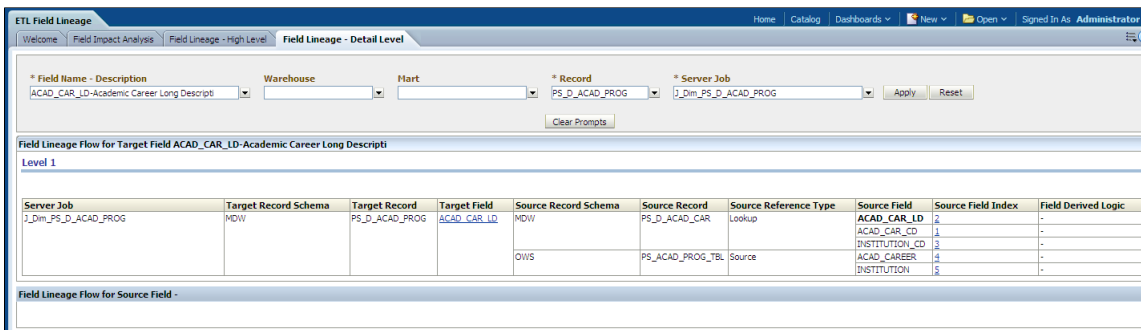 ETL Field Lineage
Home Catalog Dashboards New Open Signed In As Administrator
Welcome Field Impact Analysis Field Lineage - High Level Field Lineage - Detail Level
* Field Name - Description Warehouse Mart * Record * Server Job
ACAD_CAR_LD-Academic Career Long Descripti PS_D_ACAD_PROG J_Dim_PS_D_ACAD_PROG Apply Reset
Clear Prompts
Field Lineage Flow for Target Field ACAD_CAR_LD-Academic Career Long Descripti
Level 1
Server Job Target Record Schema Target Record Target Field Source Record Schema Source Record Source Reference Type Source Field Source Field Index Field Derived Logic
J_Dim_PS_D_ACAD_PROG MDW PS_D_ACAD_PROG ACAD_CAR_LD MDW PS_D_ACAD_CAR Lookup ACAD_CAR_LD 2 -
ACAD_CAR_CD 1 -
INSTITUTION_CD 3 -
OWS PS_ACAD_PROG_TBL Source ACAD_CAREER 4 -
INSTITUTION 5 -
Field Lineage Flow for Source Field -